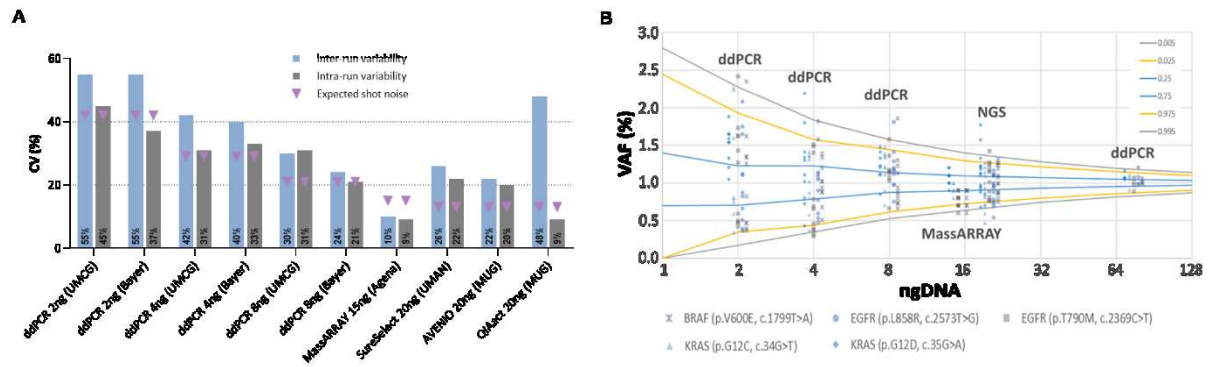 A
60
40
20
0
CV (%)
Inter-run variability
Intra-run variability
Expected shot noise
55% 45% 55% 37% 42% 31% 40% 33% 30% 31% 24% 21% 10% 9% 26% 22% 22% 20% 48% 9%
ddPCR 2ng (UMCG)
ddPCR 2ng (Bayer)
ddPCR 4ng (UMCG)
ddPCR 4ng (Bayer)
ddPCR 8ng (UMCG)
ddPCR 8ng (Bayer)
MassARRAY 15ng (Agena)
SureSelect 20ng (UMAN)
AVENIO 20ng (MUG)
QIAact 20ng (MUG)
B
3.0
2.5
2.0
1.5
1.0
0.5
0.0
VAF (%)
ddPCR
ddPCR
ddPCR
NGS
MassARRAY
ddPCR
0.005
0.025
0.25
0.75
0.975
0.995
1 2 4 8 16 32 64 128
ngDNA
BRAF (p.V600E, c.1799T>A) EGFR (p.L858R, c.2573T>G) EGFR (p.T790M, c.2369C>T)
KRAS (p.G12C, c.34G>T) KRAS (p.G12D, c.35G>A)